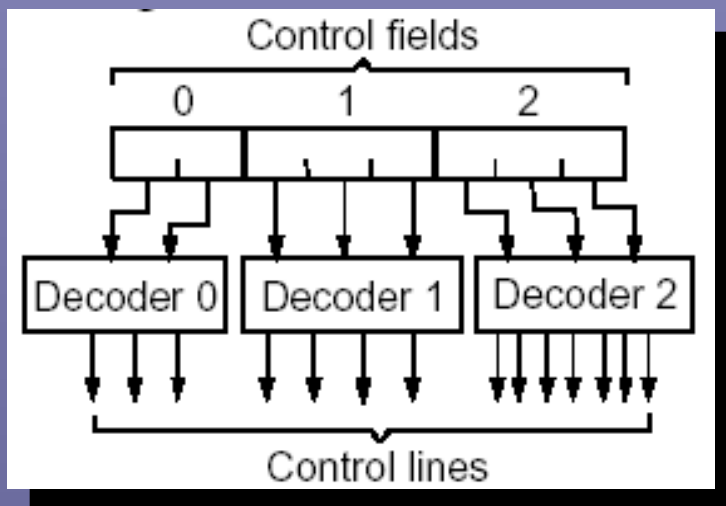 Control fields
0 1 2
Decoder 0 Decoder 1 Decoder 2
Control lines